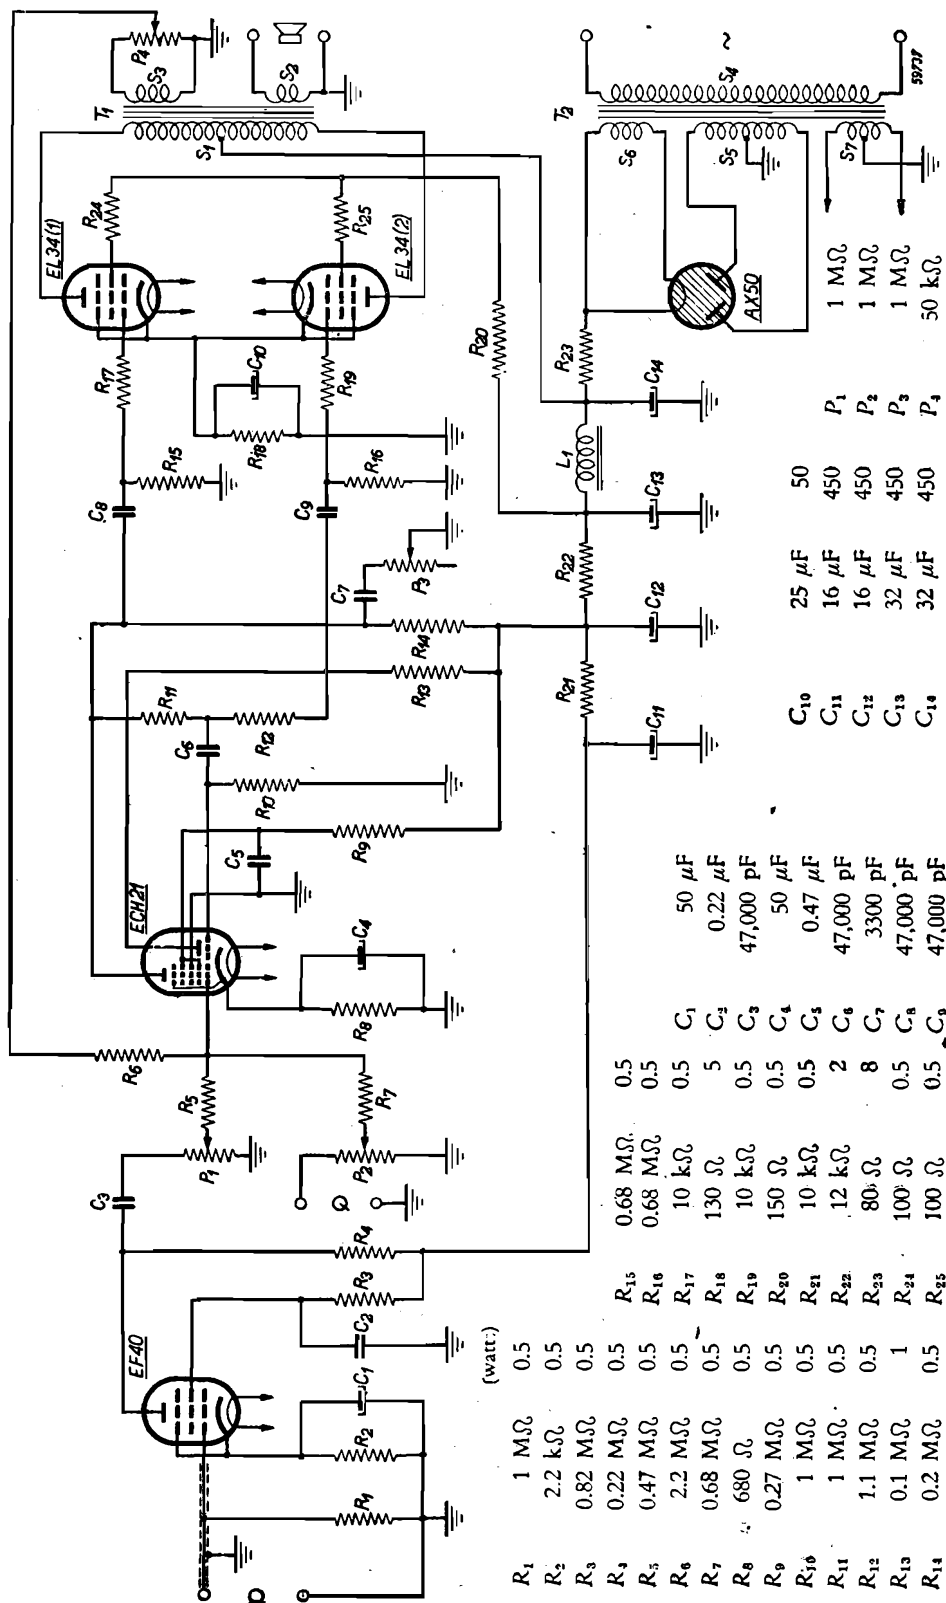 EF40
ECH21
EL34(1)
EL34(2)
AX50
R1
R2
C1
C2
R3
R4
C3
P1
P2
R5
R6
R7
R8
C4
C5
R9
R10
C6
R11
R12
R13
R14
C7
P3
C8
C9
R15
R16
R17
R18
C10
R19
R20
R24
R25
T1
S1
S2
S3
P4
R21
R22
R23
L1
C11
C12
C13
C14
T2
S4
S5
S6
S7
~
59737
(watt:)
R1 1 MΩ 0.5
R2 2.2 kΩ 0.5
R3 0.82 MΩ 0.5
R4 0.22 MΩ 0.5
R5 0.47 MΩ 0.5
R6 2.2 MΩ 0.5
R7 0.68 MΩ 0.5
R8 680 Ω 0.5
R9 0.27 MΩ 0.5
R10 1 MΩ 0.5
R11 1 MΩ 0.5
R12 1.1 MΩ 0.5
R13 0.1 MΩ 1
R14 0.2 MΩ 0.5
R15 0.68 MΩ 0.5
R16 0.68 MΩ 0.5
R17 10 kΩ 0.5
R18 130 Ω 5
R19 10 kΩ 0.5
R20 150 Ω 0.5
R21 10 kΩ 0.5
R22 12 kΩ 2
R23 80 Ω 8
R24 100 Ω 0.5
R25 100 Ω 0.5
C1 50 μF
C2 0.22 μF
C3 47,000 pF
C4 50 μF
C5 0.47 μF
C6 47,000 pF
C7 3300 pF
C8 47,000 pF
C9 47,000 pF
C10 25 μF 50
C11 16 μF 450
C12 16 μF 450
C13 32 μF 450
C14 32 μF 450
P1 1 MΩ
P2 1 MΩ
P3 1 MΩ
P4 50 kΩ